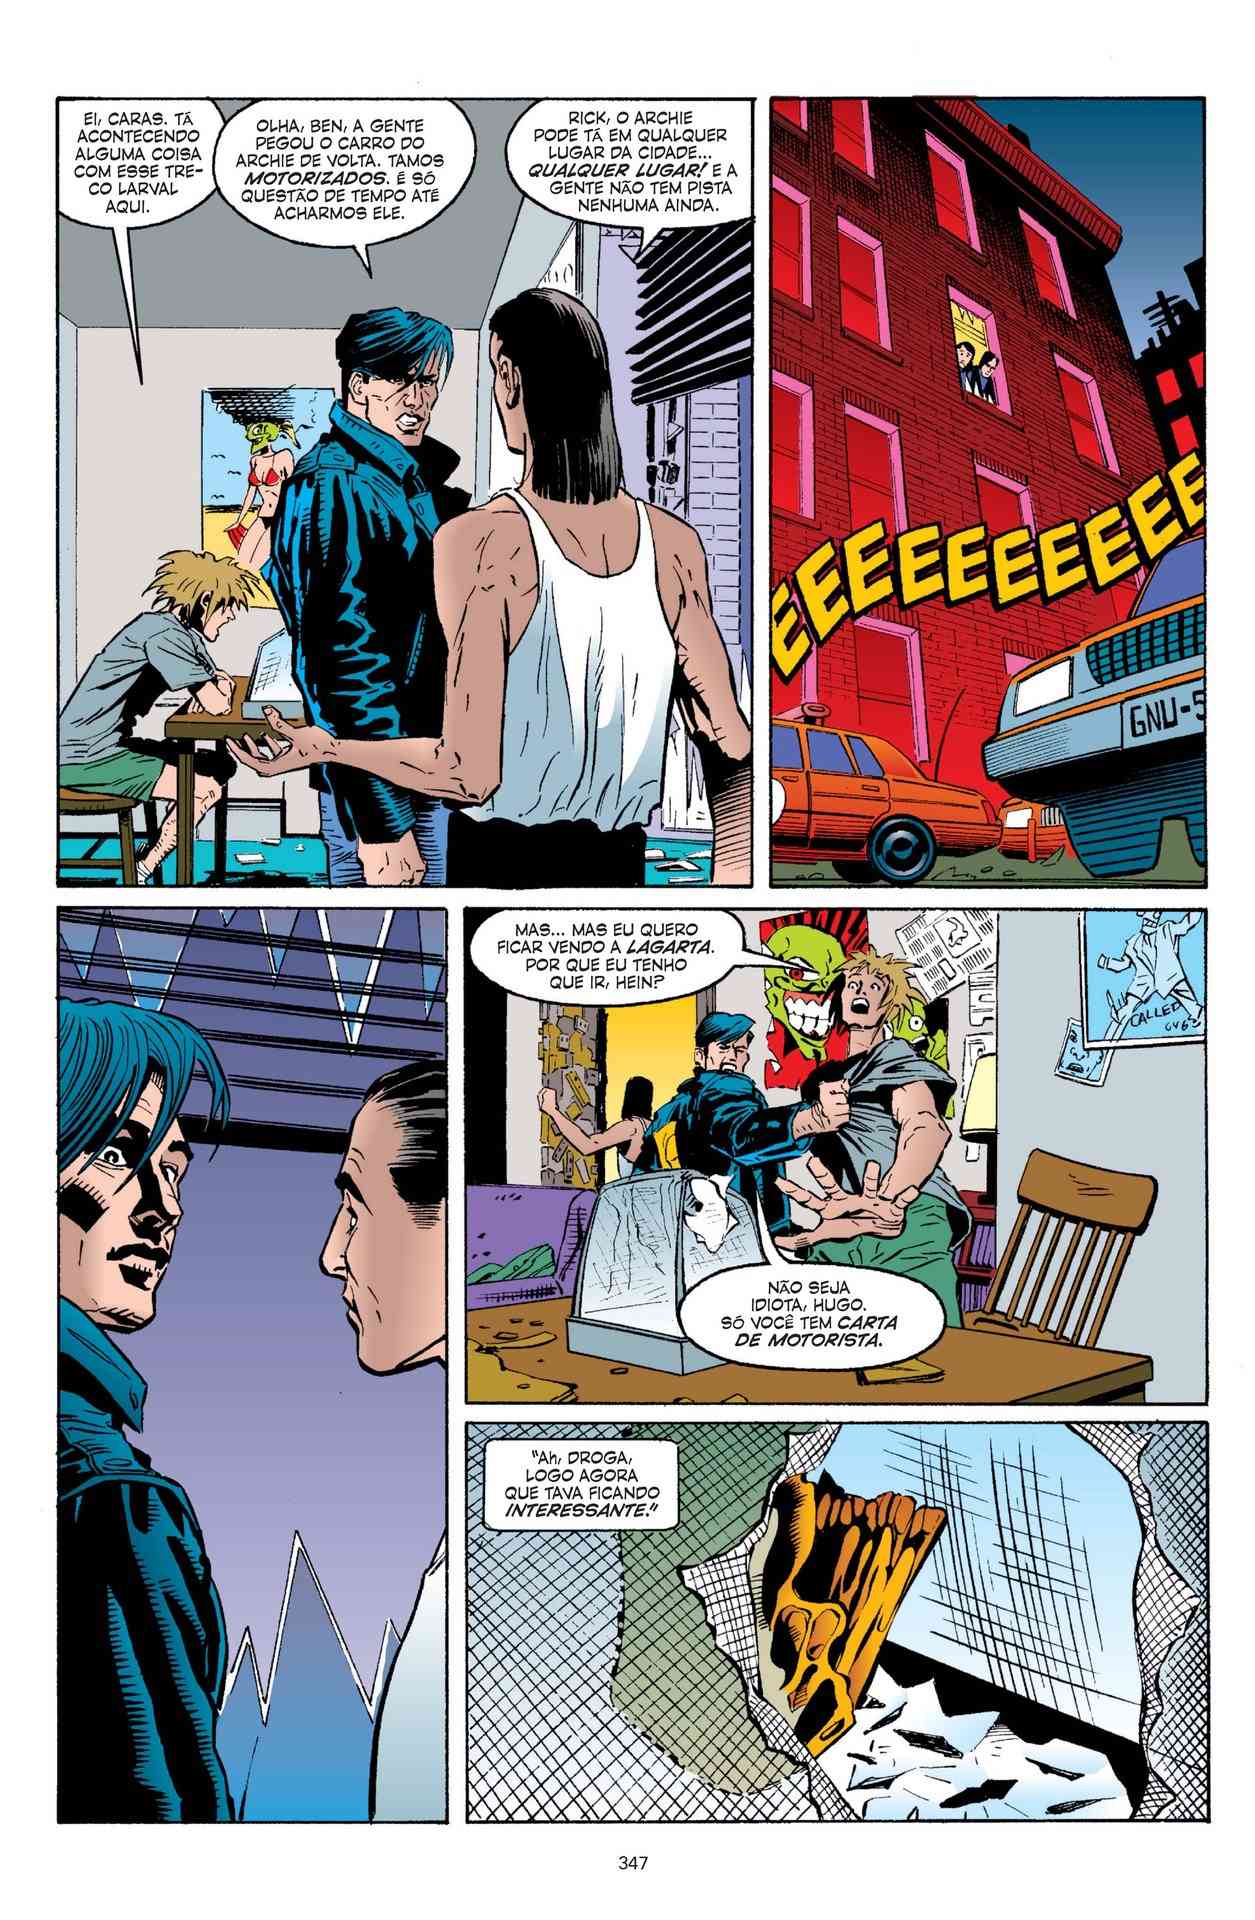 EI, CARAS. TÁ
ACONTECENDO
ALGUMA COISA
COM ESSE TRE-
CO LARVAL
AQUI.
OLHA, BEN, A GENTE
PEGOU O CARRO DO
ARCHIE DE VOLTA. TAMOS
MOTORIZADOS. É SÓ
QUESTÃO DE TEMPO ATÉ
ACHARMOS ELE.
RICK, O ARCHIE
PODE TÁ EM QUALQUER
LUGAR DA CIDADE...
QUALQUER LUGAR! E A
GENTE NÃO TEM PISTA
NENHUMA AINDA.
EEEEEEEEEE
GNU-5
MAS... MAS EU QUERO
FICAR VENDO A LAGARTA.
POR QUE EU TENHO
QUE IR, HEIN?
CALLED
NÃO SEJA
IDIOTA, HUGO.
SÓ VOCÊ TEM CARTA
DE MOTORISTA.
“Ah, DROGA,
LOGO AGORA
QUE TAVA FICANDO
INTERESSANTE.”
347